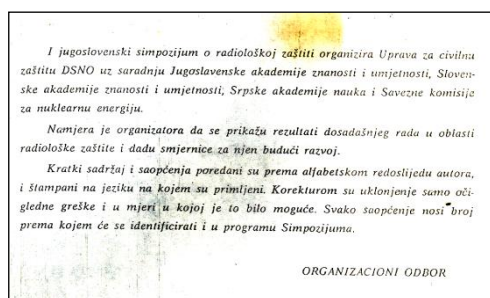 I jugoslovenski simpozijum o radiološkoj zaštiti organizira Uprava za civilnu
zaštitu DSNO uz saradnju Jugoslavenske akademije znanosti i umjetnosti, Sloven-
ske akademije znanosti i umjetnosti, Srpske akademije nauka i Savezne komisije
za nuklearnu energiju.
Namjera je organizatora da se prikažu rezultati dosadašnjeg rada u oblasti
radiološke zaštite i dadu smjernice za njen budući razvoj.
Kratki sadržaj i saopćenja poredani su prema alfabetskom redoslijedu autora,
i štampani na jeziku na kojem su primljeni. Korekturom su uklonjenje samo oči-
gledne greške i u mjeri u kojoj je to bilo moguće. Svako saopćenje nosi broj
prema kojem će se identificirati i u programu Simpozijuma.
ORGANIZACIONI ODBOR